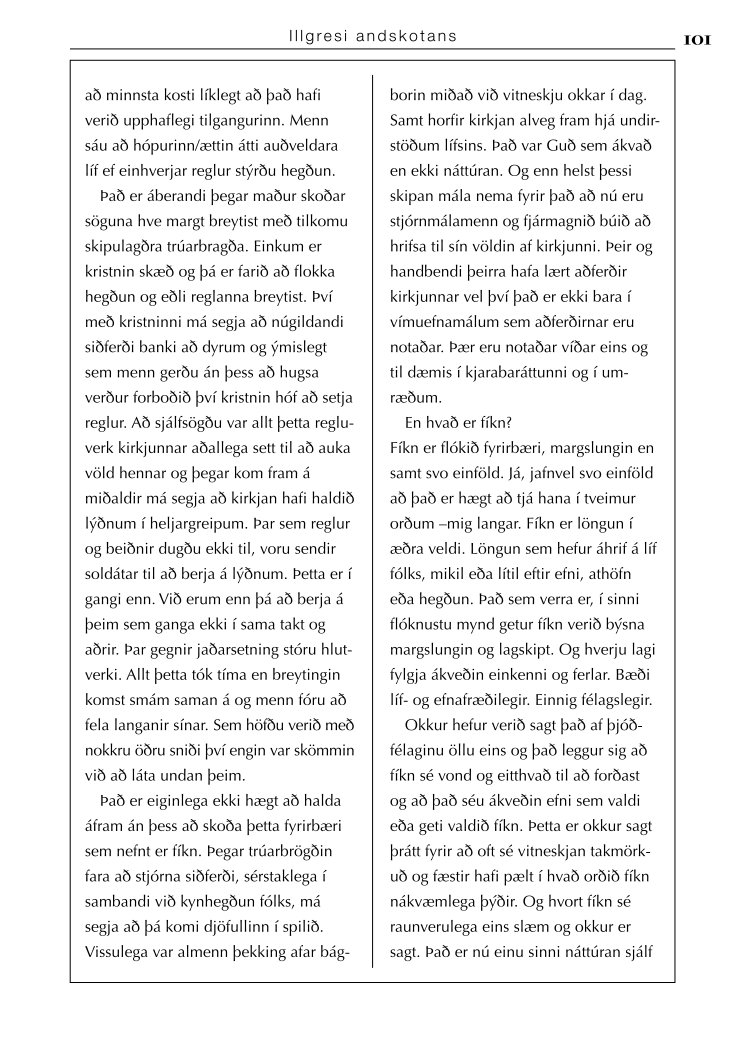 Illgresi andskotans
101
að minnsta kosti líklegt að það hafi
verið upphaflegi tilgangurinn. Menn
sáu að hópurinn/ættin átti auðveldara
líf ef einhverjar reglur stýrðu hegðun.
Það er áberandi þegar maður skoðar
söguna hve margt breytist með tilkomu
skipulagðra trúarbragða. Einkum er
kristnin skæð og þá er farið að flokka
hegðun og eðli reglanna breytist. Því
með kristninni má segja að núgildandi
siðferði banki að dyrum og ýmislegt
sem menn gerðu án þess að hugsa
verður forboðið því kristnin hóf að setja
reglur. Að sjálfsögðu var allt þetta reglu-
verk kirkjunnar aðallega sett til að auka
völd hennar og þegar kom fram á
miðaldir má segja að kirkjan hafi haldið
lýðnum í heljargreipum. Þar sem reglur
og beiðnir dugðu ekki til, voru sendir
soldátar til að berja á lýðnum. Þetta er í
gangi enn. Við erum enn þá að berja á
þeim sem ganga ekki í sama takt og
aðrir. Þar gegnir jaðarsetning stóru hlut-
verki. Allt þetta tók tíma en breytingin
komst smám saman á og menn fóru að
fela langanir sínar. Sem höfðu verið með
nokkru öðru sniði því engin var skömmin
við að láta undan þeim.
Það er eiginlega ekki hægt að halda
áfram án þess að skoða þetta fyrirbæri
sem nefnt er fíkn. Þegar trúarbrögðin
fara að stjórna siðferði, sérstaklega í
sambandi við kynhegðun fólks, má
segja að þá komi djöfullinn í spilið.
Vissulega var almenn þekking afar bág-
borin miðað við vitneskju okkar í dag.
Samt horfir kirkjan alveg fram hjá undir-
stöðum lífsins. Það var Guð sem ákvað
en ekki náttúran. Og enn helst þessi
skipan mála nema fyrir það að nú eru
stjórnmálamenn og fjármagnið búið að
hrifsa til sín völdin af kirkjunni. Þeir og
handbendi þeirra hafa lært aðferðir
kirkjunnar vel því það er ekki bara í
vímuefnamálum sem aðferðirnar eru
notaðar. Þær eru notaðar víðar eins og
til dæmis í kjarabaráttunni og í um-
ræðum.
En hvað er fíkn?
Fíkn er flókið fyrirbæri, margslungin en
samt svo einföld. Já, jafnvel svo einföld
að það er hægt að tjá hana í tveimur
orðum –mig langar. Fíkn er löngun í
æðra veldi. Löngun sem hefur áhrif á líf
fólks, mikil eða lítil eftir efni, athöfn
eða hegðun. Það sem verra er, í sinni
flóknustu mynd getur fíkn verið býsna
margslungin og lagskipt. Og hverju lagi
fylgja ákveðin einkenni og ferlar. Bæði
líf- og efnafræðilegir. Einnig félagslegir.
Okkur hefur verið sagt það af þjóð-
félaginu öllu eins og það leggur sig að
fíkn sé vond og eitthvað til að forðast
og að það séu ákveðin efni sem valdi
eða geti valdið fíkn. Þetta er okkur sagt
þrátt fyrir að oft sé vitneskjan takmörk-
uð og fæstir hafi pælt í hvað orðið fíkn
nákvæmlega þýðir. Og hvort fíkn sé
raunverulega eins slæm og okkur er
sagt. Það er nú einu sinni náttúran sjálf